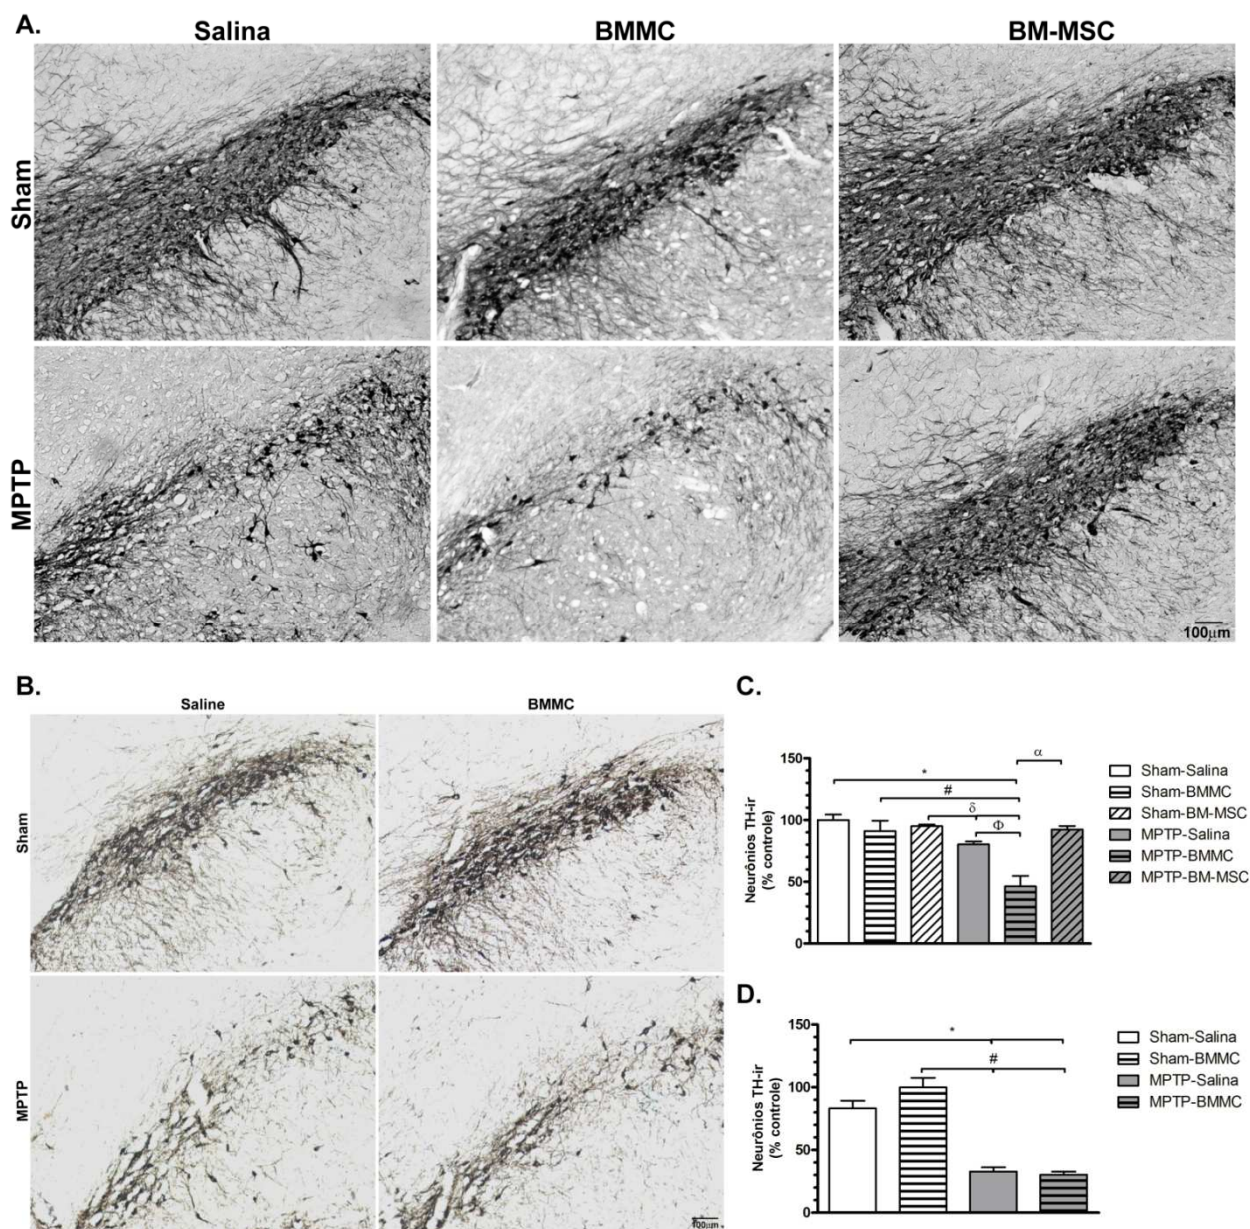 A.
Salina BMMC BM-MSC
Sham
MPTP
100μm
B.
Saline BMMC
Sham
MPTP
100μm
C.
Neurônios TH-ir
(% controle)
150
100
50
0
*
#
δ
Φ
α
Sham-Salina
Sham-BMMC
Sham-BM-MSC
MPTP-Salina
MPTP-BMMC
MPTP-BM-MSC
D.
Neurônios TH-ir
(% controle)
150
100
50
0
*
#
Sham-Salina
Sham-BMMC
MPTP-Salina
MPTP-BMMC